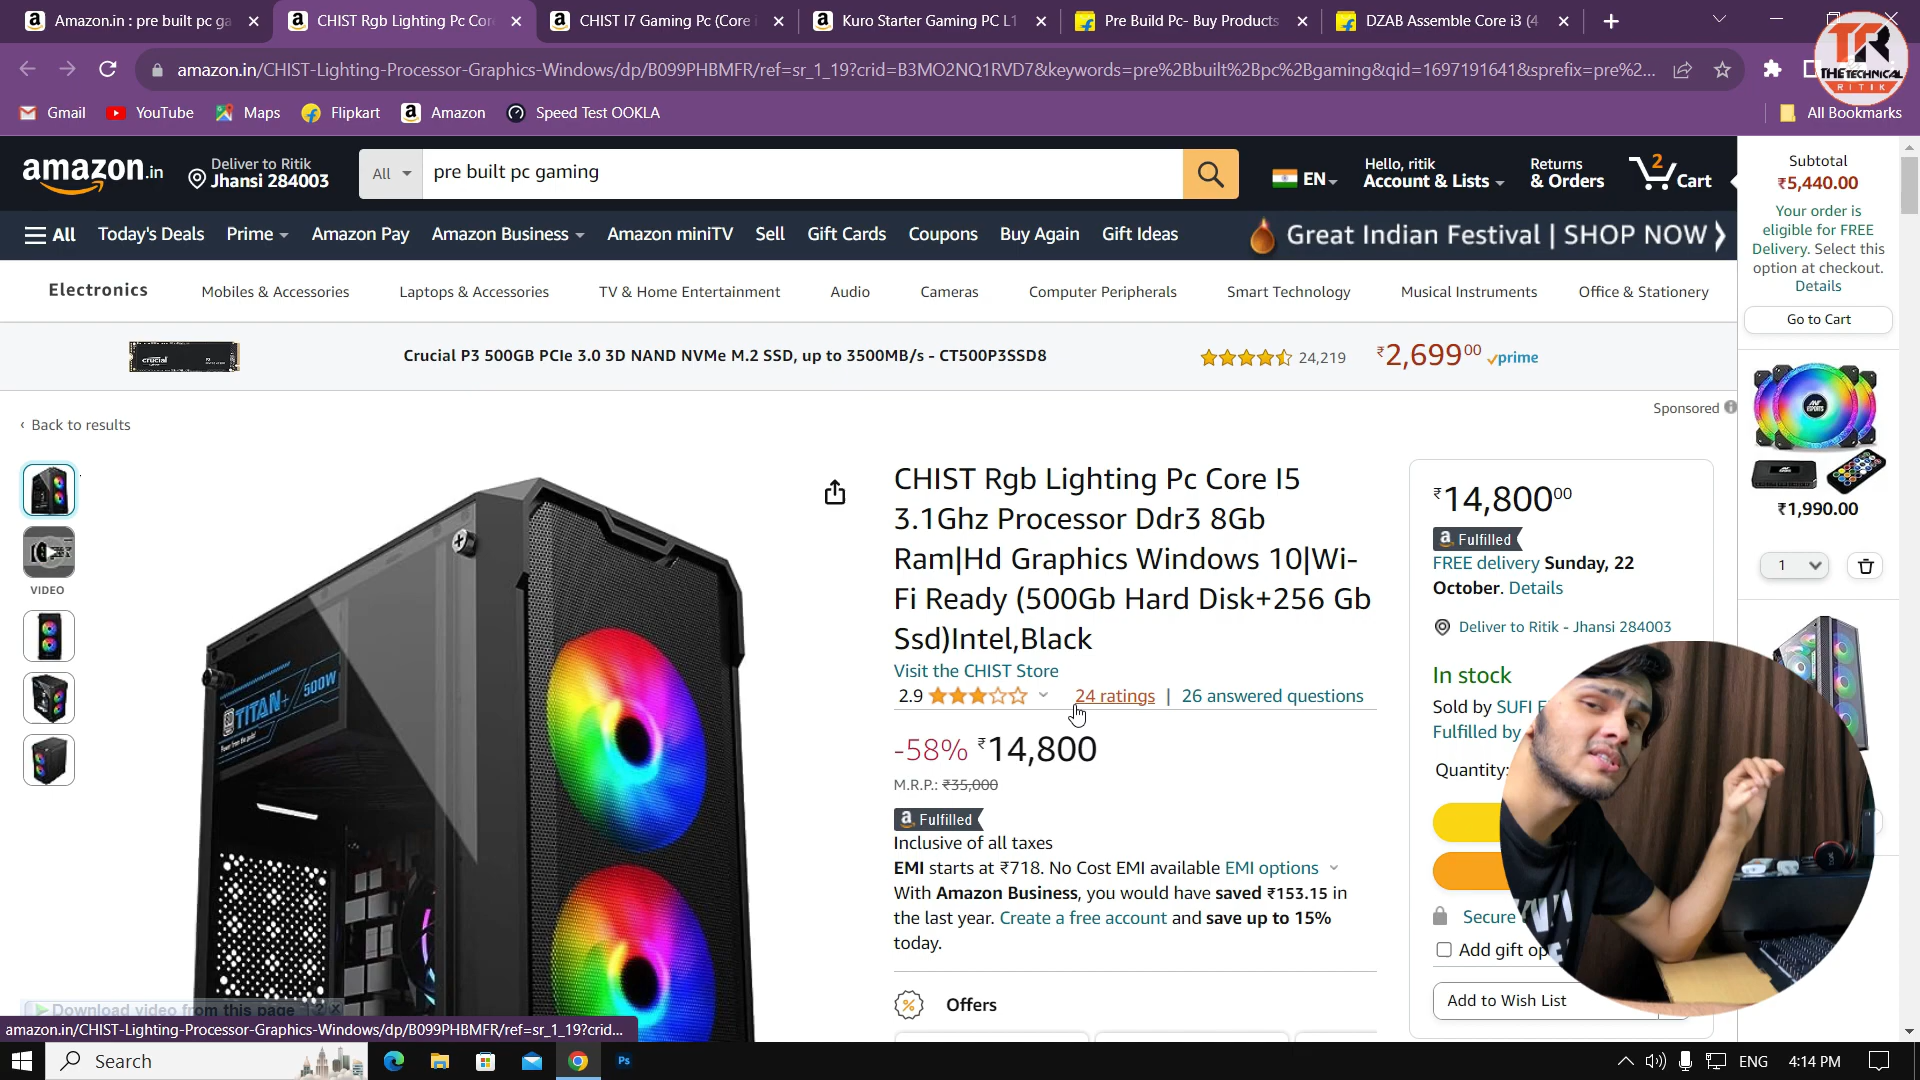 Amazon.in : pre built pc ga
CHIST Rgb Lighting Pc Cor
CHIST I7 Gaming Pc (Core i
Kuro Starter Gaming PC L1
Pre Build Pc- Buy Products
DZAB Assemble Core i3 (4
amazon.in/CHIST-Lighting-Processor-Graphics-Windows/dp/B099PHBMFR/ref=sr_1_19?crid=B3MO2NQ1RVD7&keywords=pre%2Bbuilt%2Bpc%2Bgaming&qid=1697191641&sprefix=pre%2...
TR
THE TECHNICAL
RITIK
Gmail
YouTube
Maps
Flipkart
Amazon
Speed Test OOKLA
All Bookmarks
amazon.in
Deliver to Ritik
Jhansi 284003
All
pre built pc gaming
EN
Hello, ritik
Account & Lists
Returns
& Orders
2
Cart
Subtotal
₹5,440.00
Your order is
eligible for FREE
Delivery. Select this
option at checkout.
Details
Go to Cart
All
Today's Deals
Prime
Amazon Pay
Amazon Business
Amazon miniTV
Sell
Gift Cards
Coupons
Buy Again
Gift Ideas
Great Indian Festival | SHOP NOW
Electronics
Mobiles & Accessories
Laptops & Accessories
TV & Home Entertainment
Audio
Cameras
Computer Peripherals
Smart Technology
Musical Instruments
Office & Stationery
crucial
Crucial P3 500GB PCIe 3.0 3D NAND NVMe M.2 SSD, up to 3500MB/s - CT500P3SSD8
24,219
₹2,69900
prime
Sponsored
‹ Back to results
VIDEO
TITAN+
500W
CHIST Rgb Lighting Pc Core I5
3.1Ghz Processor Ddr3 8Gb
Ram|Hd Graphics Windows 10|Wi-
Fi Ready (500Gb Hard Disk+256 Gb
Ssd)Intel,Black
Visit the CHIST Store
2.9
24 ratings | 26 answered questions
-58% ₹14,800
M.R.P.: ₹35,000
a Fulfilled
Inclusive of all taxes
EMI starts at ₹718. No Cost EMI available EMI options
With Amazon Business, you would have saved ₹153.15 in
the last year. Create a free account and save up to 15%
today.
Offers
₹14,80000
a Fulfilled
FREE delivery Sunday, 22
October. Details
Deliver to Ritik - Jhansi 284003
In stock
Sold by SUFI
Fulfilled by
Quantity:
Secure
Add gift op
Add to Wish List
₹1,990.00
1
Download video from this page ? X
amazon.in/CHIST-Lighting-Processor-Graphics-Windows/dp/B099PHBMFR/ref=sr_1_19?crid...
Search
Ps
ENG
4:14 PM